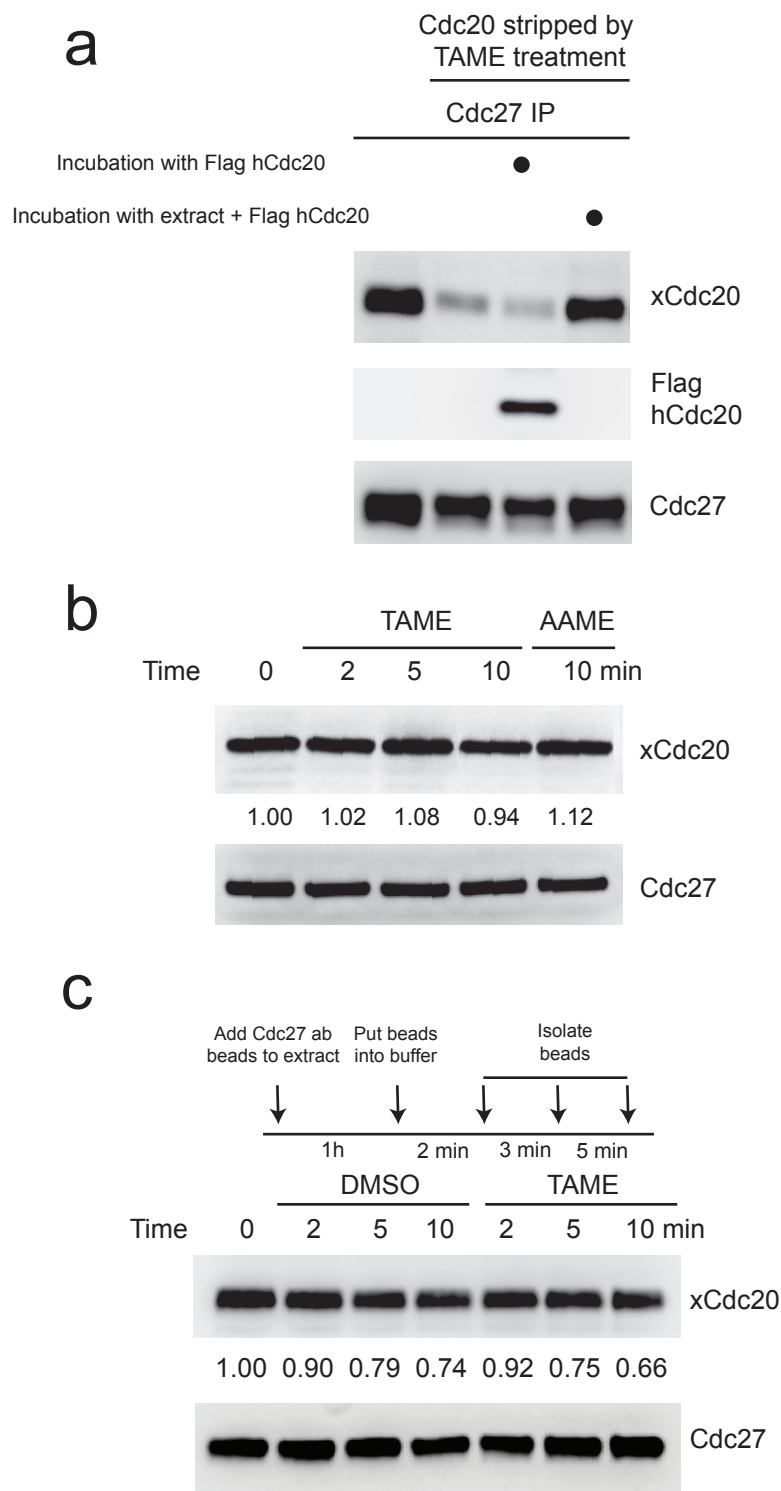 a
Cdc20 stripped by
TAME treatment
Cdc27 IP
Incubation with Flag hCdc20
Incubation with extract + Flag hCdc20
xCdc20
Flag
hCdc20
Cdc27
b
TAME AAME
Time 0 2 5 10 10 min
xCdc20
1.00 1.02 1.08 0.94 1.12
Cdc27
c
Add Cdc27 ab
beads to extract
Put beads
into buffer
Isolate
beads
1h 2 min 3 min 5 min
DMSO TAME
Time 0 2 5 10 2 5 10 min
xCdc20
1.00 0.90 0.79 0.74 0.92 0.75 0.66
Cdc27